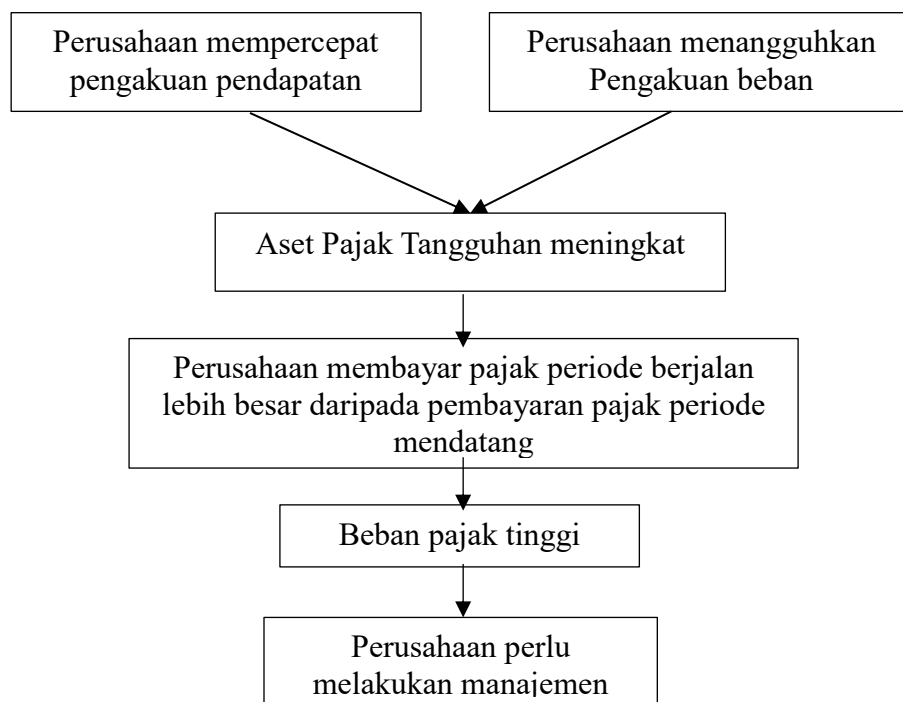 Perusahaan mempercepat
pengakuan pendapatan
Perusahaan menangguhkan
Pengakuan beban
Aset Pajak Tangguhan meningkat
Perusahaan membayar pajak periode berjalan
lebih besar daripada pembayaran pajak periode
mendatang
Beban pajak tinggi
Perusahaan perlu
melakukan manajemen